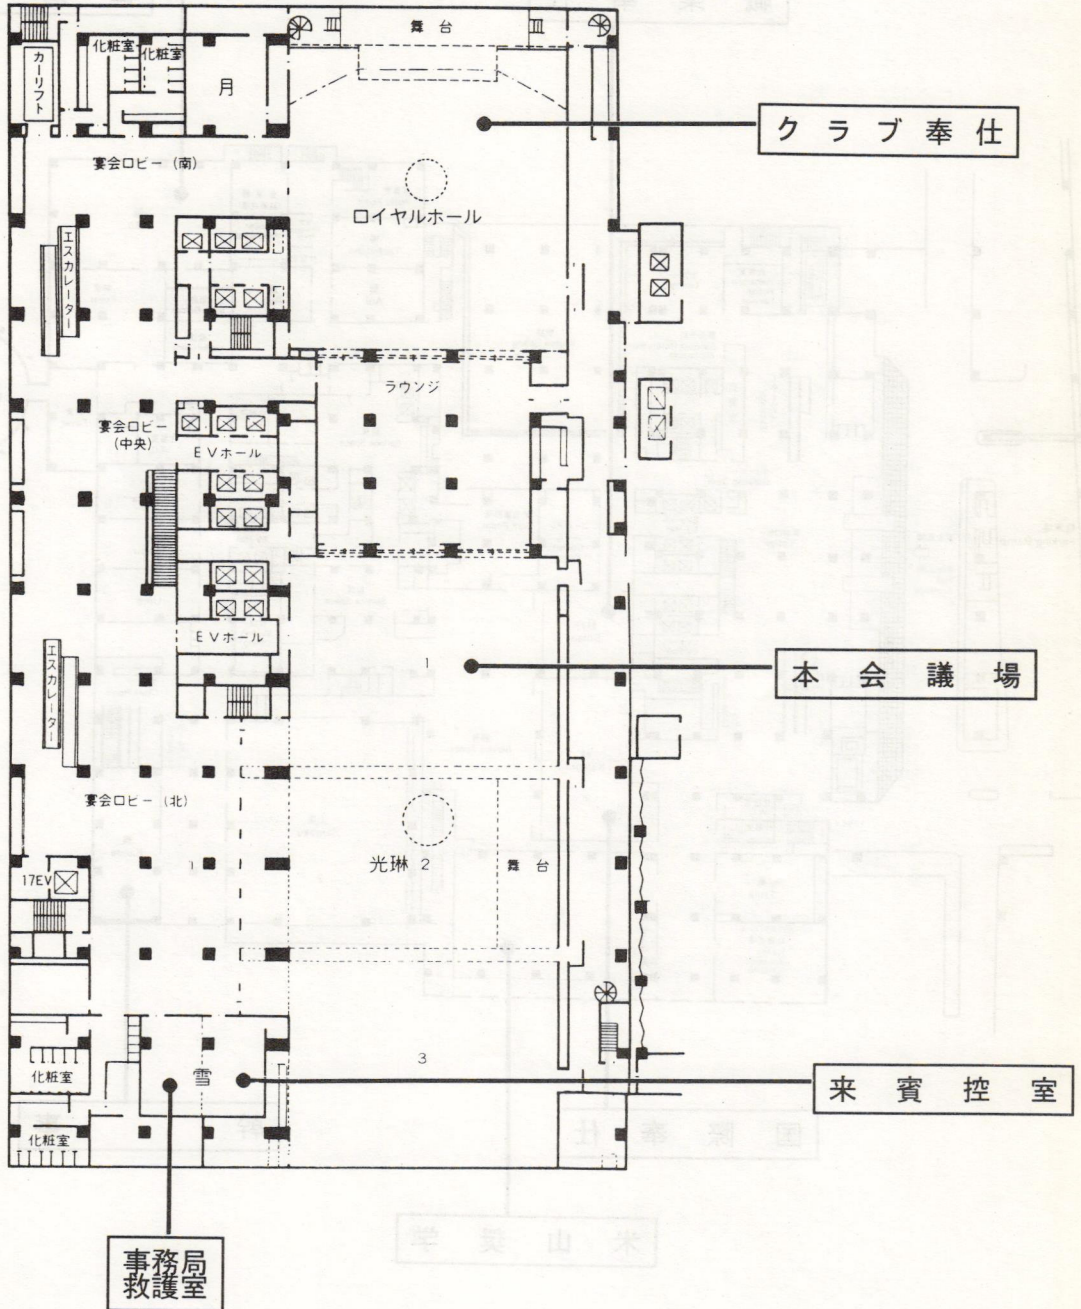 舞台
カーリフト
化粧室
化粧室
月
クラブ奉仕
宴会ロビー (南)
ロイヤルホール
エスカレーター
ラウンジ
宴会ロビー
(中央)
EVホール
EVホール
1
本会議場
エスカレーター
宴会ロビー (北)
光琳 2
舞台
17EV
3
化粧室
雪
来賓控室
化粧室
事務局
救護室